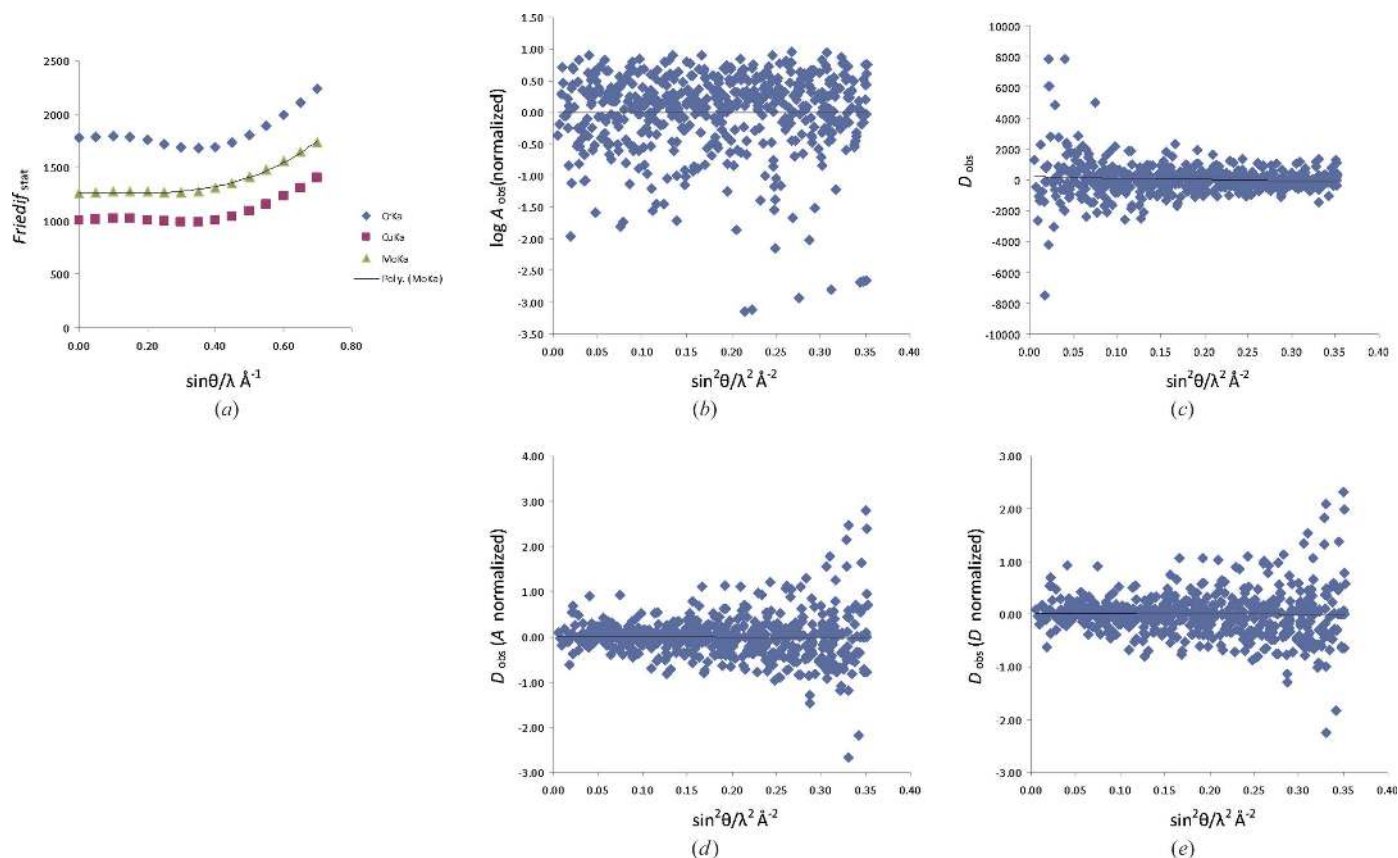 2500
2000
1500
1000
500
0
0.00 0.20 0.40 0.60 0.80
Friedif stat
CrKa
CuKa
MoKa
Poly. (MoKa)
sinθ/λ Å-1
(a)
1.50
1.00
0.50
0.00
-0.50
-1.00
-1.50
-2.00
-2.50
-3.00
-3.50
0.00 0.05 0.10 0.15 0.20 0.25 0.30 0.35 0.40
log A obs (normalized)
sin2θ/λ2 Å-2
(b)
10000
8000
6000
4000
2000
0
-2000
-4000
-6000
-8000
-10000
0.00 0.05 0.10 0.15 0.20 0.25 0.30 0.35 0.40
D obs
sin2θ/λ2 Å-2
(c)
4.00
3.00
2.00
1.00
0.00
-1.00
-2.00
-3.00
0.00 0.05 0.10 0.15 0.20 0.25 0.30 0.35 0.40
D obs (A normalized)
sin2θ/λ2 Å-2
(d)
3.00
2.00
1.00
0.00
-1.00
-2.00
-3.00
0.00 0.05 0.10 0.15 0.20 0.25 0.30 0.35 0.40
D obs (D normalized)
sin2θ/λ2 Å-2
(e)